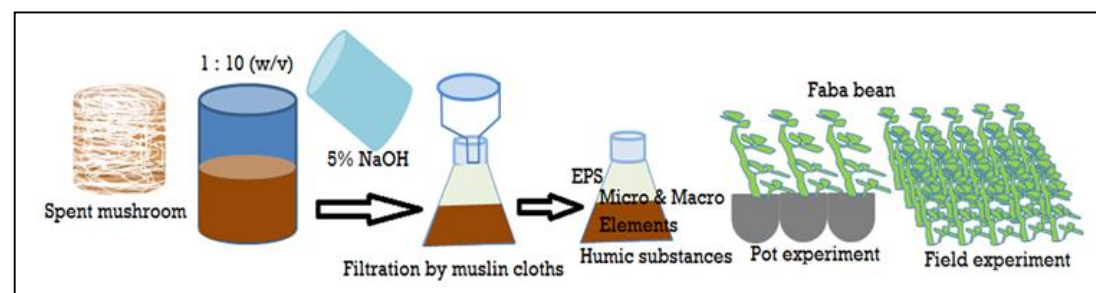 1 : 10 (w/v)
Spent mushroom
5% NaOH
Filtration by muslin cloths
EPS
Micro & Macro
Elements
Humic substances
Faba bean
Pot experiment
Field experiment